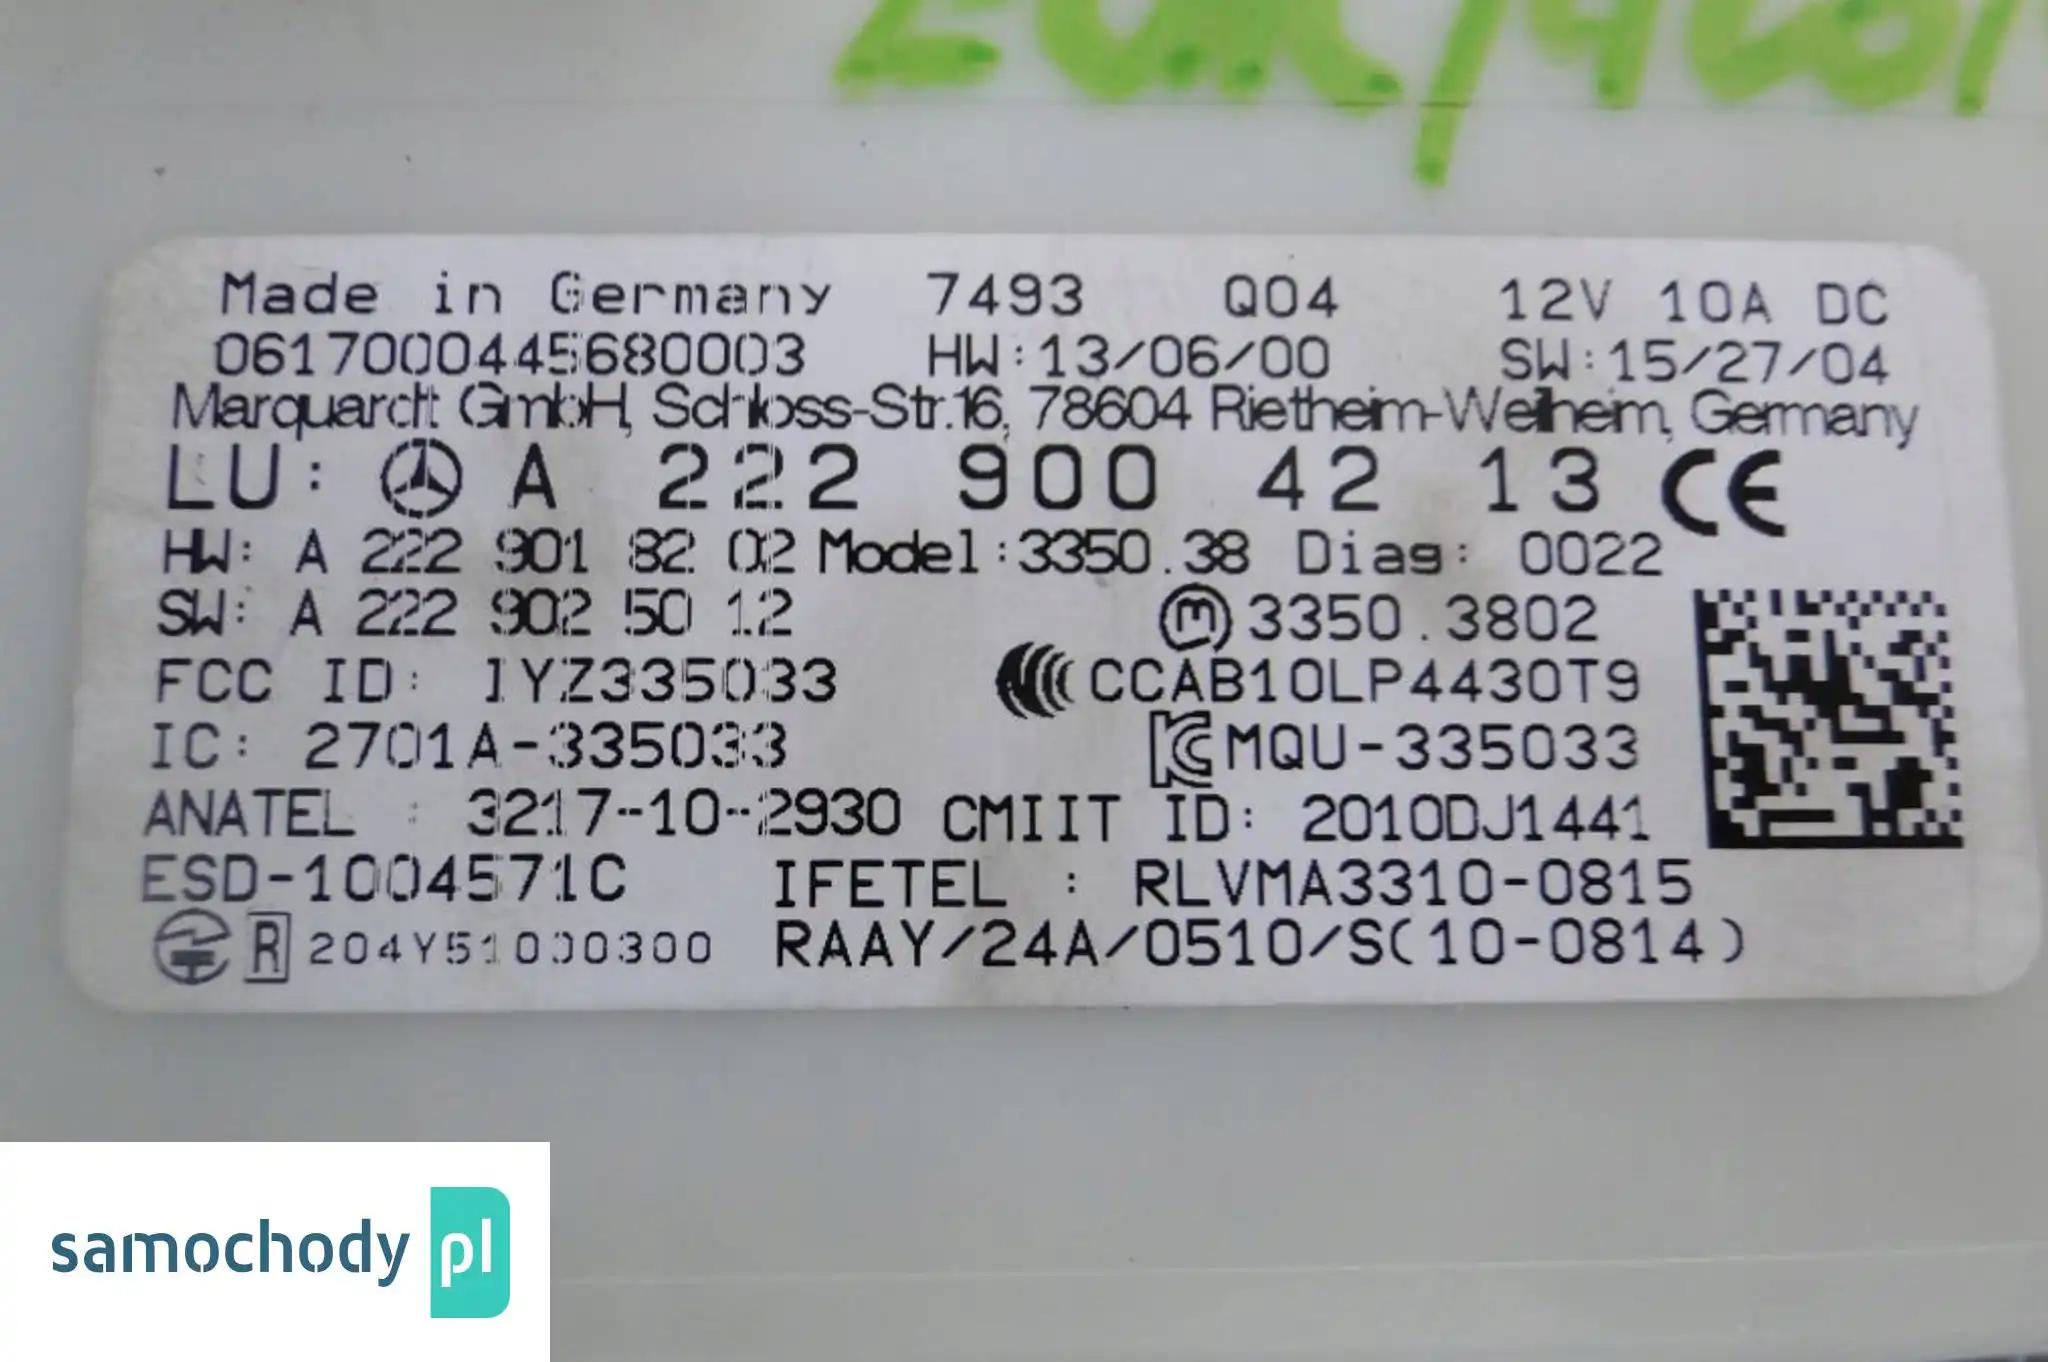 Made in Germany 7493 Q04 12V 10A DC
0617000445680003 HW:13/06/00 SW:15/27/04
Marquardt GmbH, Schloss-Str.16, 78604 Rietheim-Weilheim, Germany
LU: A 222 900 42 13 CE
HW: A 222 901 82 02 Model:3350.38 Diag: 0022
SW: A 222 902 50 12 m 3350.3802
FCC ID: IYZ335033 CCAB10LP4430T9
IC: 2701A-335033 MQU-335033
ANATEL : 3217-10-2930 CMIIT ID: 2010DJ1441
ESD-1004571C IFETEL : RLVMA3310-0815
R 204Y51000300 RAAY/24A/0510/S(10-0814)
samochody pl